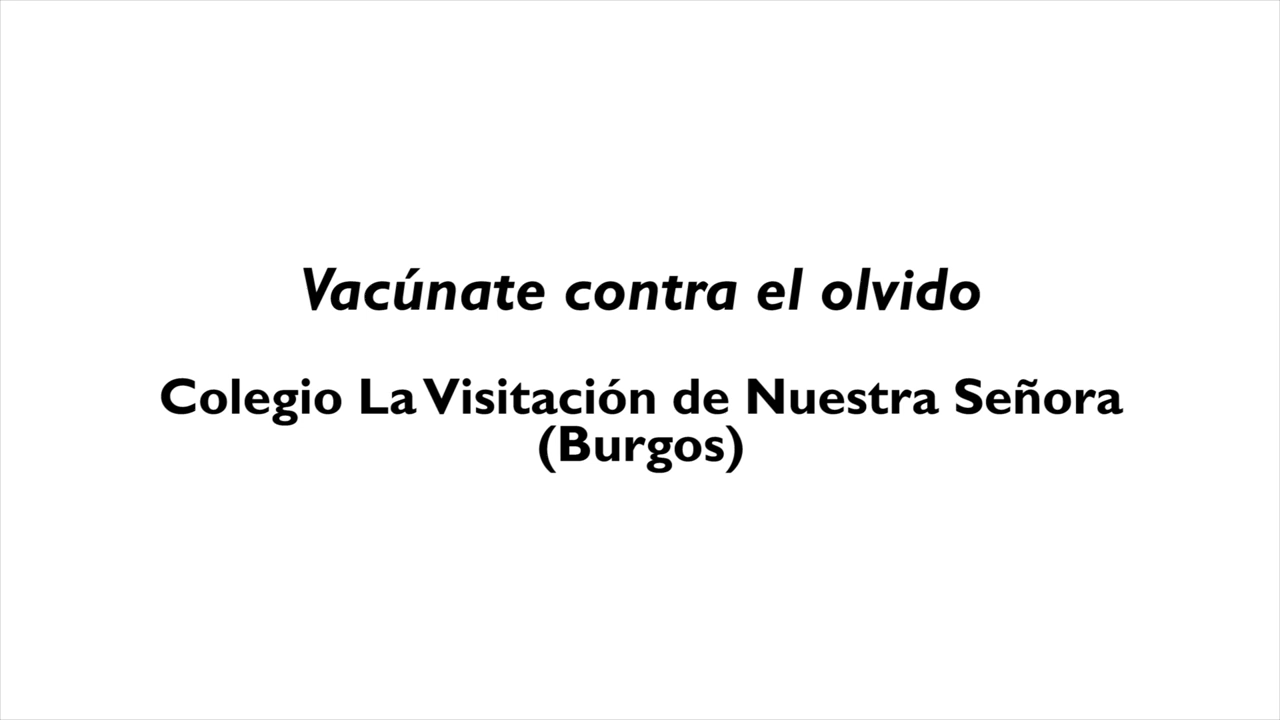 Vacúnate contra el olvido
Colegio La Visitación de Nuestra Señora
(Burgos)